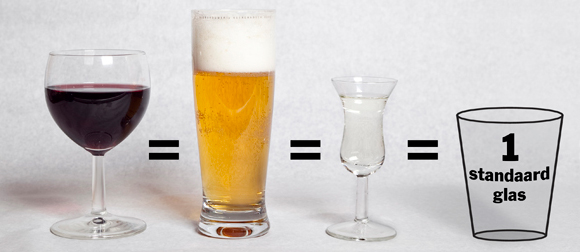 = = = 1
standaard
glas